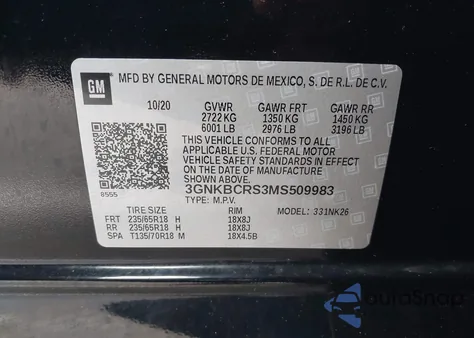 GM
MFD BY GENERAL MOTORS DE MEXICO, S. DE R.L. DE C.V.
10/20 GVWR GAWR FRT GAWR RR
2722 KG 1350 KG 1450 KG
6001 LB 2976 LB 3196 LB
THIS VEHICLE CONFORMS TO ALL
APPLICABLE U.S. FEDERAL MOTOR
VEHICLE SAFETY STANDARDS IN EFFECT
ON THE DATE OF MANUFACTURE
SHOWN ABOVE.
3GNKBCRS3MS509983
8555
TYPE: M.P.V.
TIRE SIZE RIM MODEL: 331NK26
FRT 235/65R18 H 18X8J
RR 235/65R18 H 18X8J
SPA T135/70R18 M 18X4.5B
AutoSnap